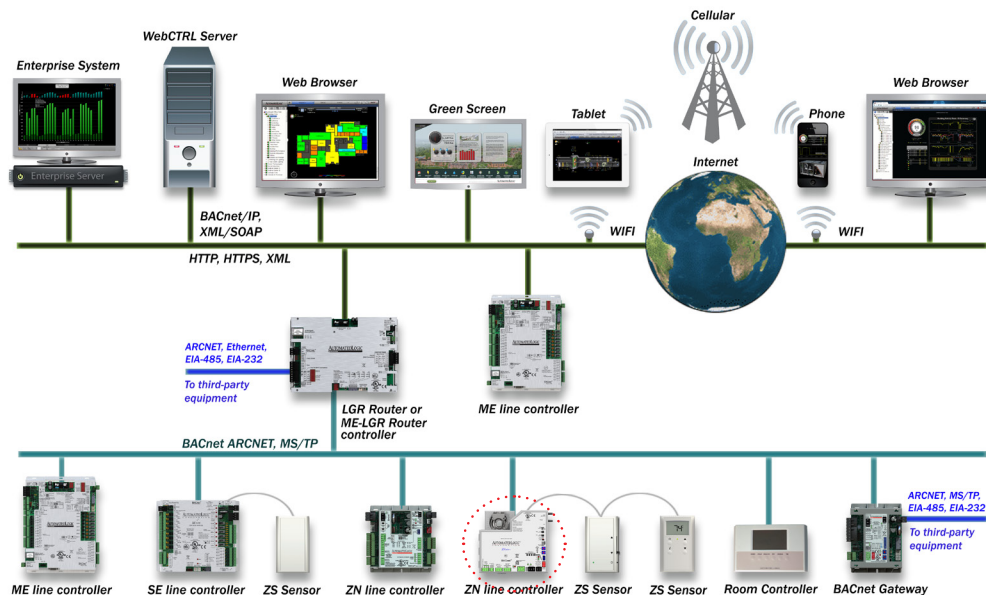 Cellular
WebCTRL Server
Enterprise System
Web Browser
Green Screen
Tablet
Phone
Web Browser
Internet
Enterprise Server
BACnet/IP,
XML/SOAP
WIFI
WIFI
HTTP, HTTPS, XML
ARCNET, Ethernet,
EIA-485, EIA-232
To third-party
equipment
AUTOMATEDLOGIC
LGR Router or
ME-LGR Router
controller
ME line controller
BACnet ARCNET, MS/TP
ARCNET, MS/TP,
EIA-485, EIA-232
To third-party
equipment
74
ME line controller
SE line controller
ZS Sensor
ZN line controller
ZN line controller
ZS Sensor
ZS Sensor
Room Controller
BACnet Gateway